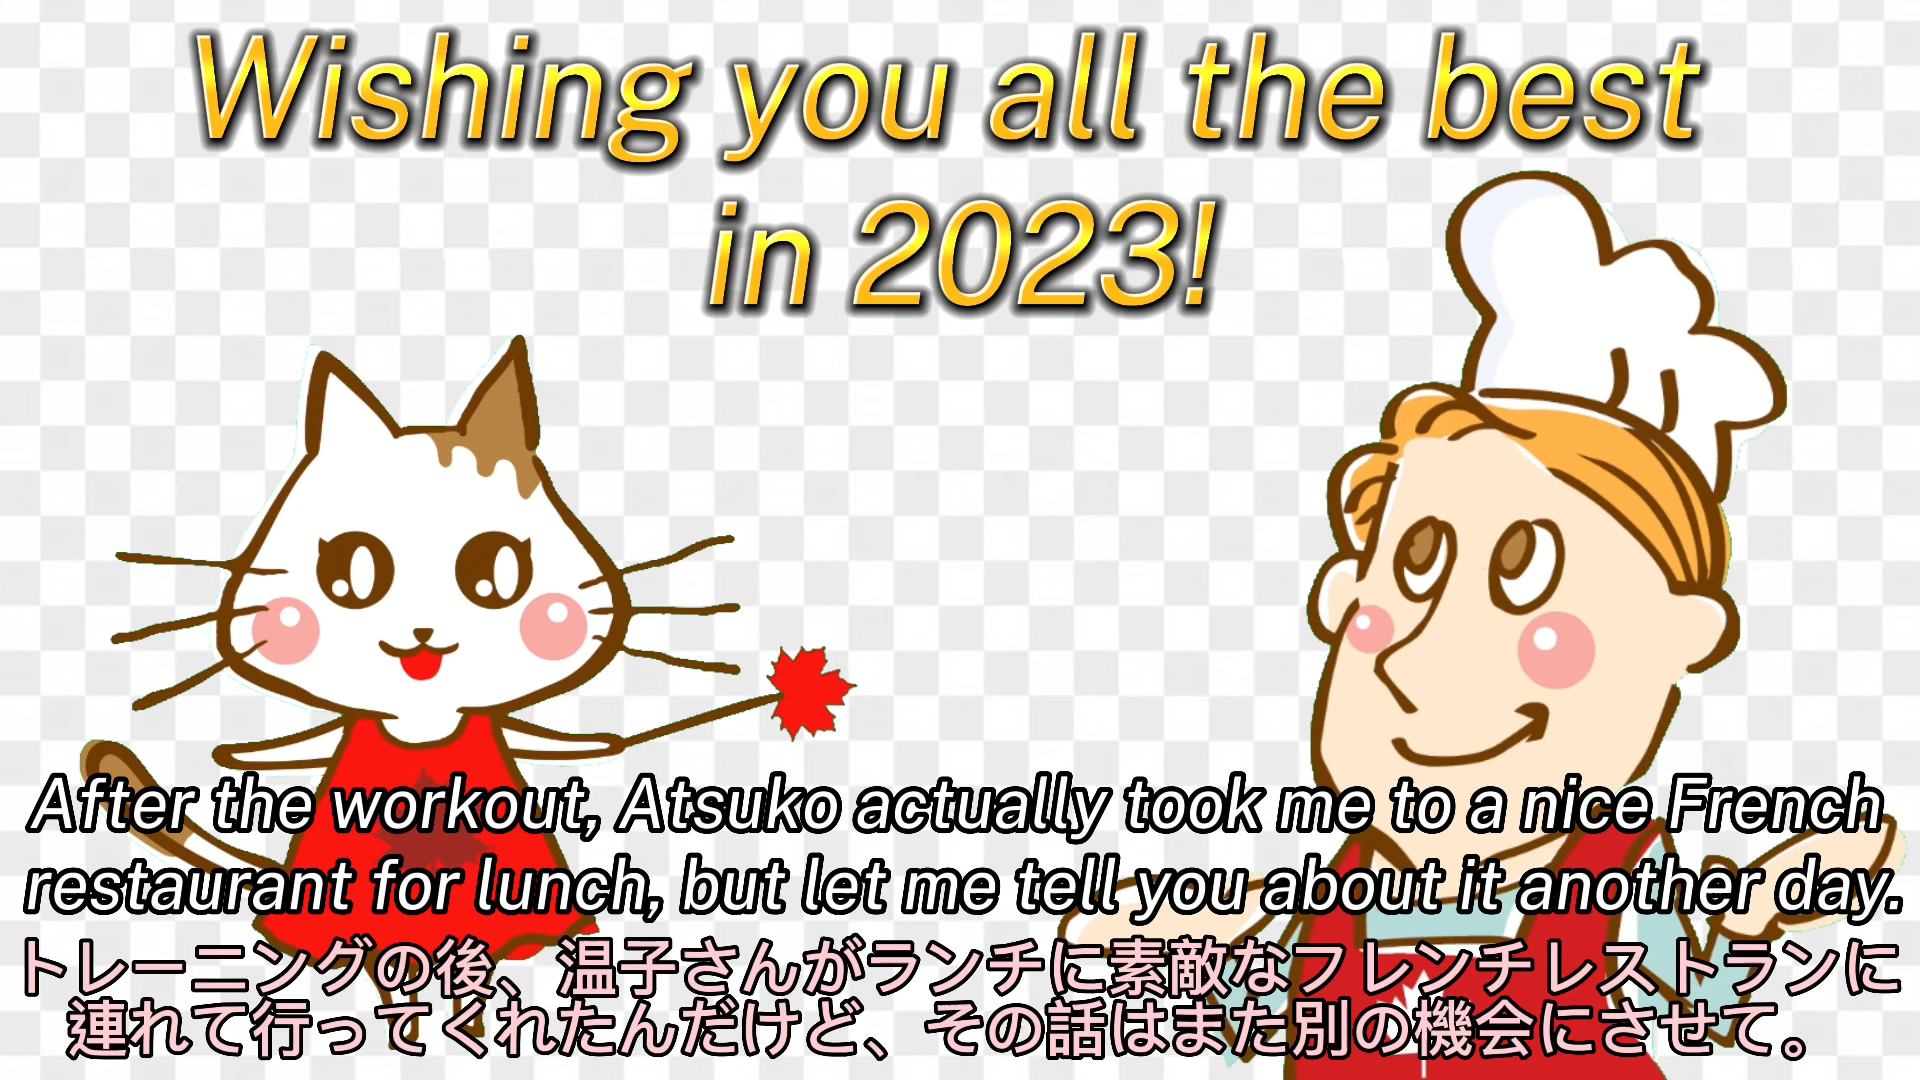 Wishing you all the best
in 2023!
After the workout, Atsuko actually took me to a nice French
restaurant for lunch, but let me tell you about it another day.
トレーニングの後、温子さんがランチに素敵なフレンチレストランに
連れて行ってくれたんだけど、その話はまた別の機会にさせて。